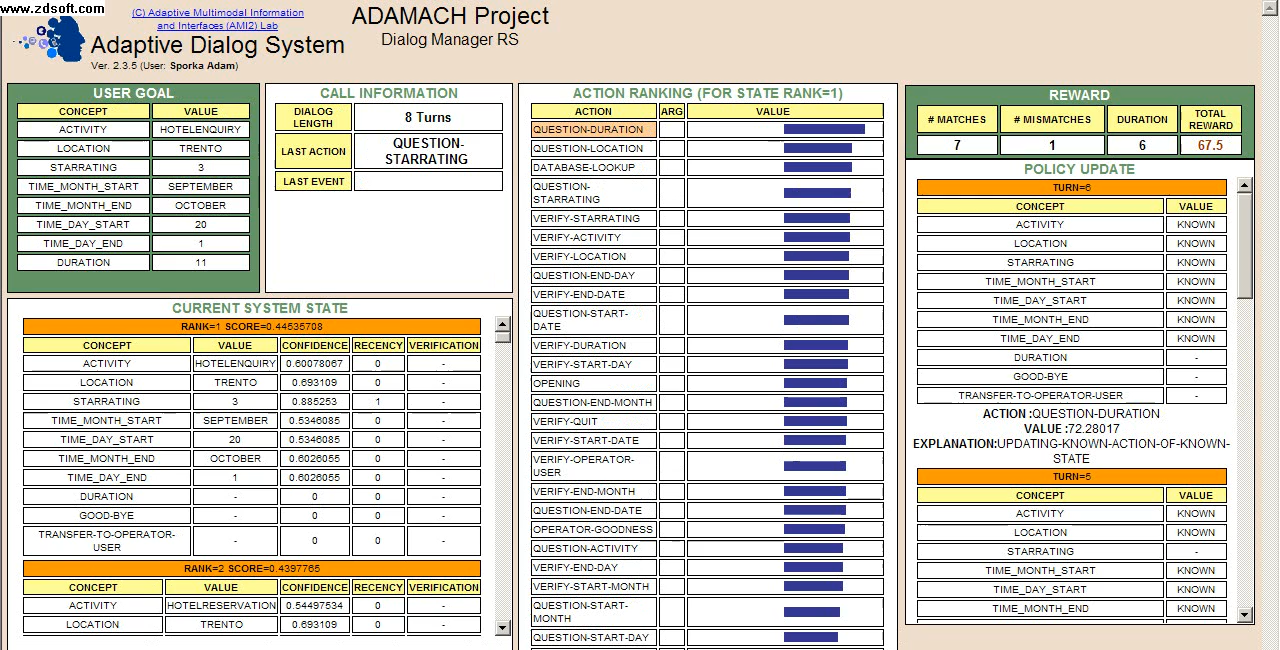 www.zdsoft.com
(C) Adaptive Multimodal Information
and Interfaces (AMI2) Lab
Adaptive Dialog System
Ver. 2.3.5 (User: Sporka Adam)
ADAMACH Project
Dialog Manager RS
USER GOAL
CONCEPT VALUE
ACTIVITY HOTELENQUIRY
LOCATION TRENTO
STARRATING 3
TIME_MONTH_START SEPTEMBER
TIME_MONTH_END OCTOBER
TIME_DAY_START 20
TIME_DAY_END 1
DURATION 11
CALL INFORMATION
DIALOG
LENGTH
8 Turns
LAST ACTION
QUESTION-
STARRATING
LAST EVENT
CURRENT SYSTEM STATE
RANK=1 SCORE=0.44535708
CONCEPT VALUE CONFIDENCE RECENCY VERIFICATION
ACTIVITY HOTELENQUIRY 0.60078067 0 -
LOCATION TRENTO 0.693109 0 -
STARRATING 3 0.885253 1 -
TIME_MONTH_START SEPTEMBER 0.5346085 0 -
TIME_DAY_START 20 0.5346085 0 -
TIME_MONTH_END OCTOBER 0.6026055 0 -
TIME_DAY_END 1 0.6026055 0 -
DURATION - 0 0 -
GOOD-BYE - 0 0 -
TRANSFER-TO-OPERATOR-
USER
- 0 0 -
RANK=2 SCORE=0.4397765
CONCEPT VALUE CONFIDENCE RECENCY VERIFICATION
ACTIVITY HOTELRESERVATION 0.54497534 0 -
LOCATION TRENTO 0.693109 0 -
ACTION RANKING (FOR STATE RANK=1)
ACTION ARG VALUE
QUESTION-DURATION
QUESTION-LOCATION
DATABASE-LOOKUP
QUESTION-
STARRATING
VERIFY-STARRATING
VERIFY-ACTIVITY
VERIFY-LOCATION
QUESTION-END-DAY
VERIFY-END-DATE
QUESTION-START-
DATE
VERIFY-DURATION
VERIFY-START-DAY
OPENING
QUESTION-END-MONTH
VERIFY-QUIT
VERIFY-START-DATE
VERIFY-OPERATOR-
USER
VERIFY-END-MONTH
QUESTION-END-DATE
OPERATOR-GOODNESS
QUESTION-ACTIVITY
VERIFY-END-DAY
VERIFY-START-MONTH
QUESTION-START-
MONTH
QUESTION-START-DAY
REWARD
# MATCHES # MISMATCHES DURATION TOTAL
REWARD
7 1 6 67.5
POLICY UPDATE
TURN=6
CONCEPT VALUE
ACTIVITY KNOWN
LOCATION KNOWN
STARRATING KNOWN
TIME_MONTH_START KNOWN
TIME_DAY_START KNOWN
TIME_MONTH_END KNOWN
TIME_DAY_END KNOWN
DURATION -
GOOD-BYE -
TRANSFER-TO-OPERATOR-USER -
ACTION :QUESTION-DURATION
VALUE :72.28017
EXPLANATION:UPDATING-KNOWN-ACTION-OF-KNOWN-
STATE
TURN=5
CONCEPT VALUE
ACTIVITY KNOWN
LOCATION KNOWN
STARRATING -
TIME_MONTH_START KNOWN
TIME_DAY_START KNOWN
TIME_MONTH_END KNOWN